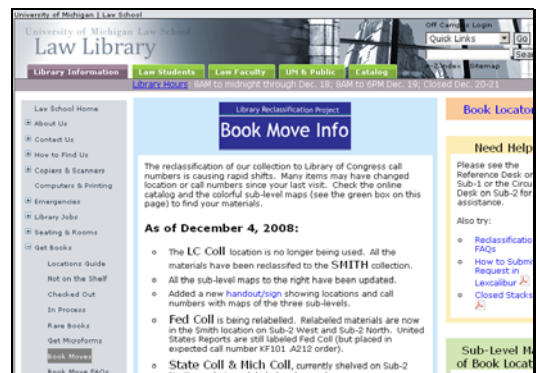 University of Michigan | Law School
Off Campus Login
University of Michigan Law School
Law Library
Quick Links
Go
A-Z Index Sitemap
Library Information
Law Students
Law Faculty
UM & Public
Catalog
Library Hours: 8AM to midnight through Dec. 18; 8AM to 6PM Dec. 19; Closed Dec. 20-21
Law School Home
About Us
Contact Us
How to Find Us
Copiers & Scanners
Computers & Printing
Emergencies
Library Jobs
Seating & Rooms
Get Books
Locations Guide
Not on the Shelf
Checked Out
In Process
Rare Books
Get Microforms
Book Moves
Book Move FAQs
Library Reclassification Project
Book Move Info
The reclassification of our collection to Library of Congress call
numbers is causing rapid shifts. Many items may have changed
location or call numbers since your last visit. Check the online
catalog and the colorful sub-level maps (see the green box on this
page) to find your materials.
As of December 4, 2008:
The LC Coll location is no longer being used. All the
materials have been reclassifed to the SMITH collection.
All the sub-level maps to the right have been updated.
Added a new handout/sign showing locations and call
numbers with maps of the three sub-levels.
Fed Coll is being relabelled. Relabeled materials are now
in the Smith location on Sub-2 West and Sub-2 North. United
States Reports are still labeled Fed Coll (but placed in
expected call number KF101 .A212 order).
State Coll & Mich Coll, currently shelved on Sub-2
Book Locator
Need Help
Please see the
Reference Desk on
Sub-1 or the Circu
Desk on Sub-2 for
assistance.
Also try:
Reclassificatio
FAQs
How to Submi
Request in
Lexcalibur
Closed Stacks
Sub-Level Ma
of Book Locat